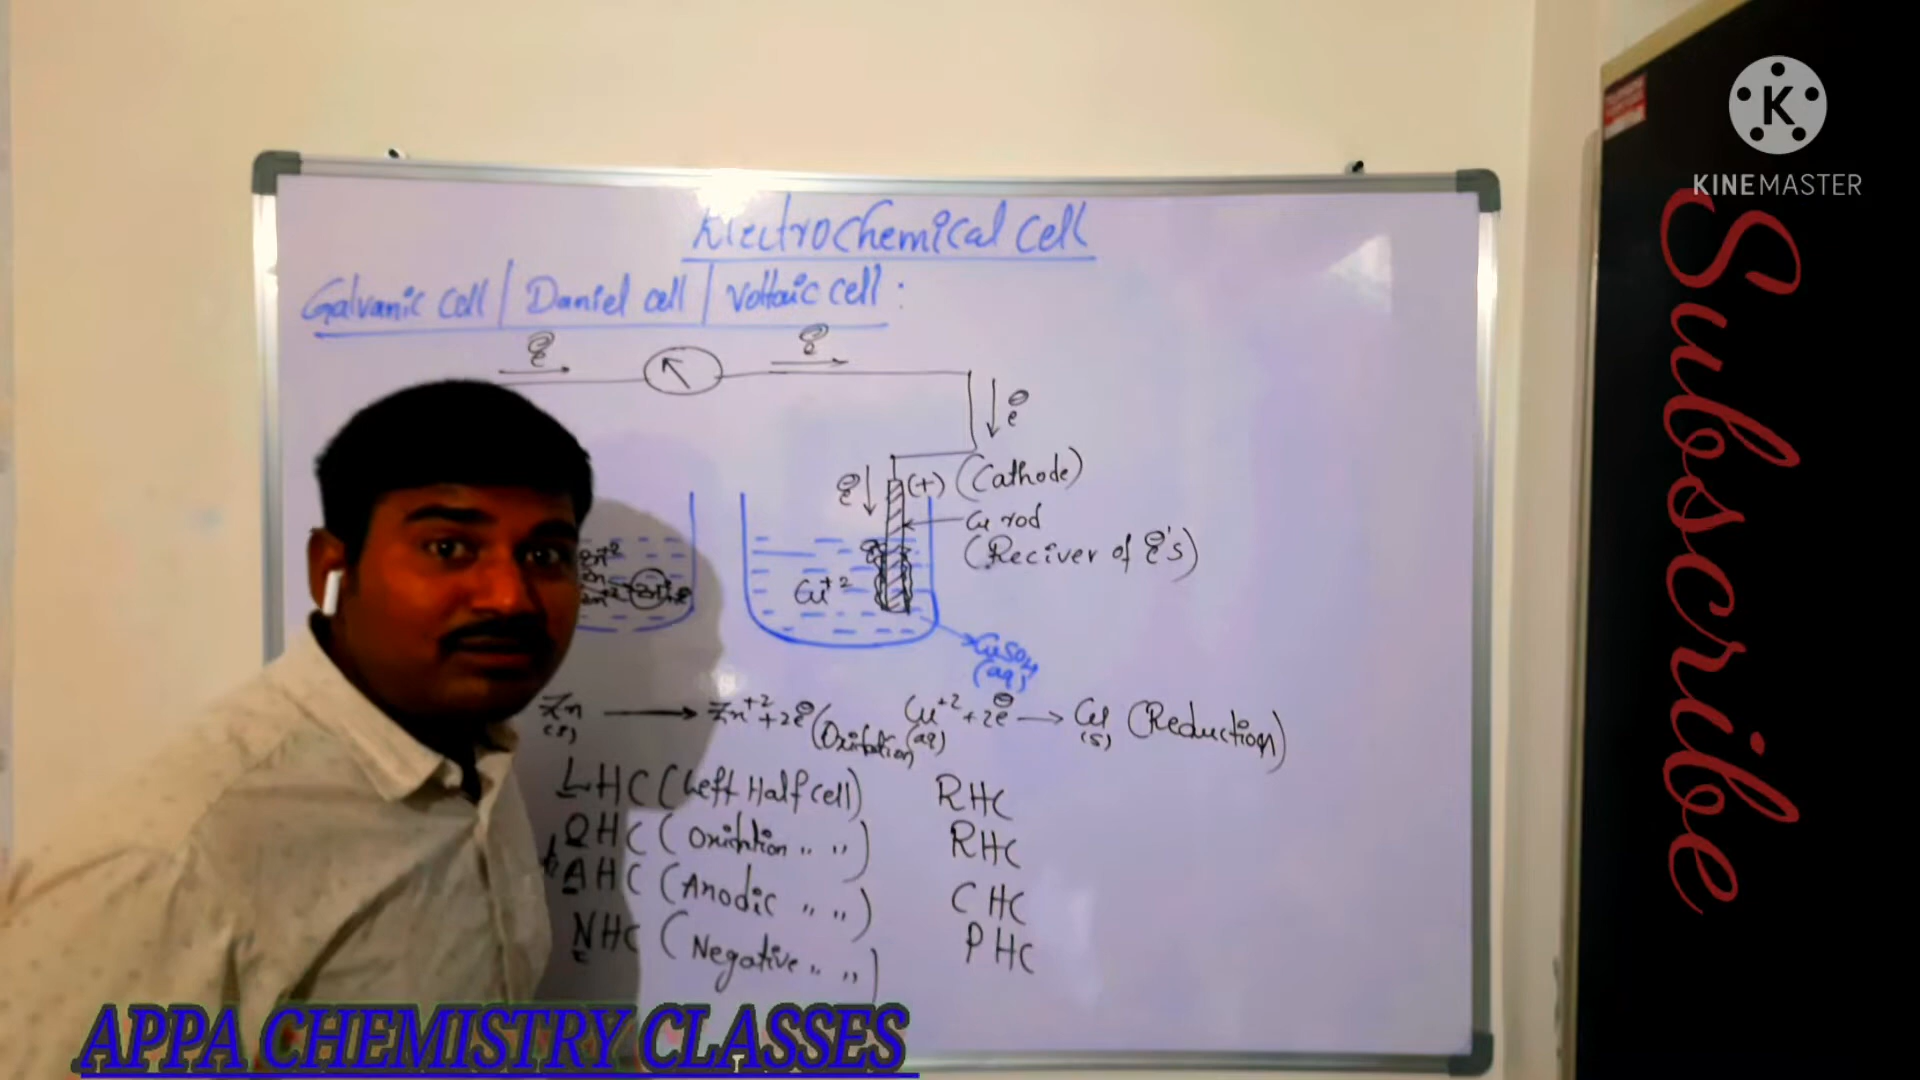 K
KINEMASTER
Subscribe
Electrochemical cell
Galvanic cell / Daniel cell / Voltaic cell :
e⊖
e⊖
e⊖
e⊖ (+) (Cathode)
Cu rod
(Reciver of e⊖'s)
Zn+2
Cu+2
CuSO4
(aq)
Zn(s) → Zn+2 + 2e⊖ (Oxidation)
Cu+2(aq) + 2e⊖ → Cu(s) (Reduction)
LHC (Left Half cell) RHC
OHC (Oxidation " ") RHC
AHC (Anodic " ") CHC
NHC (Negative " ") PHC
APPA CHEMISTRY CLASSES